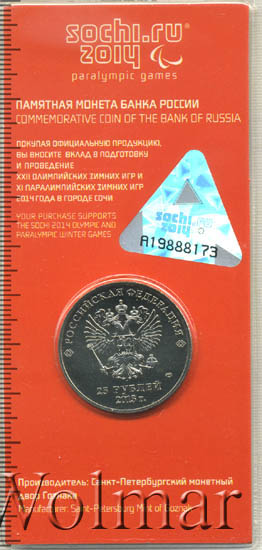 sochi.ru
2014
paralympic games
ПАМЯТНАЯ МОНЕТА БАНКА РОССИИ
COMMEMORATIVE COIN OF THE BANK OF RUSSIA
ПОКУПАЯ ОФИЦИАЛЬНУЮ ПРОДУКЦИЮ,
ВЫ ВНОСИТЕ ВКЛАД В ПОДГОТОВКУ
И ПРОВЕДЕНИЕ
XXII ОЛИМПИЙСКИХ ЗИМНИХ ИГР И
XI ПАРАЛИМПИЙСКИХ ЗИМНИХ ИГР
2014 ГОДА В ГОРОДЕ СОЧИ
YOUR PURCHASE SUPPORTS
THE SOCHI 2014 OLYMPIC AND
PARALYMPIC WINTER GAMES
sochi.ru
2014
A19888173
РОССИЙСКАЯ ФЕДЕРАЦИЯ
25 РУБЛЕЙ
2013 г.
Производитель: Санкт-Петербургский монетный
двор Гознака
Manufacturer: Saint-Petersburg Mint of Goznak
Wolmar